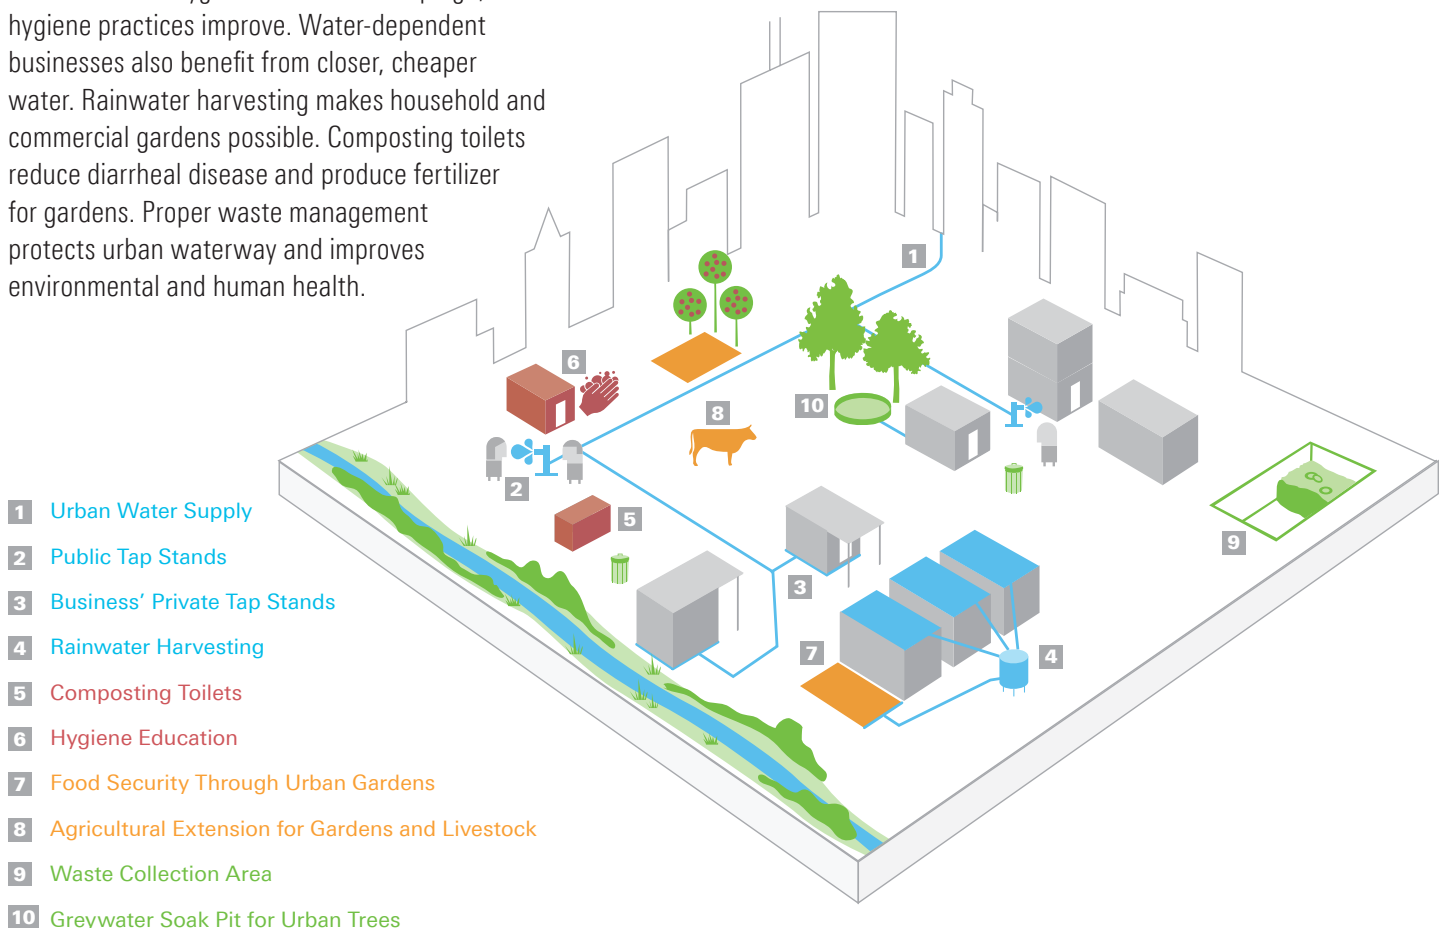 hygiene practices improve. Water-dependent
businesses also benefit from closer, cheaper
water. Rainwater harvesting makes household and
commercial gardens possible. Composting toilets
reduce diarrheal disease and produce fertilizer
for gardens. Proper waste management
protects urban waterway and improves
environmental and human health.
1
6
8
10
2
5
9
3
7
4
1 Urban Water Supply
2 Public Tap Stands
3 Business’ Private Tap Stands
4 Rainwater Harvesting
5 Composting Toilets
6 Hygiene Education
7 Food Security Through Urban Gardens
8 Agricultural Extension for Gardens and Livestock
9 Waste Collection Area
10 Greywater Soak Pit for Urban Trees